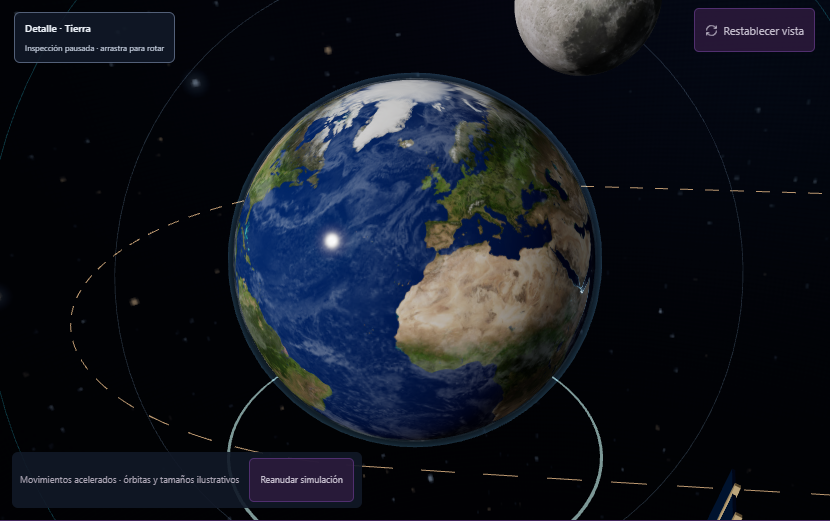 Detalle · Tierra
Inspección pausada · arrastra para rotar
Restablecer vista
Movimientos acelerados · órbitas y tamaños ilustrativos
Reanudar simulación